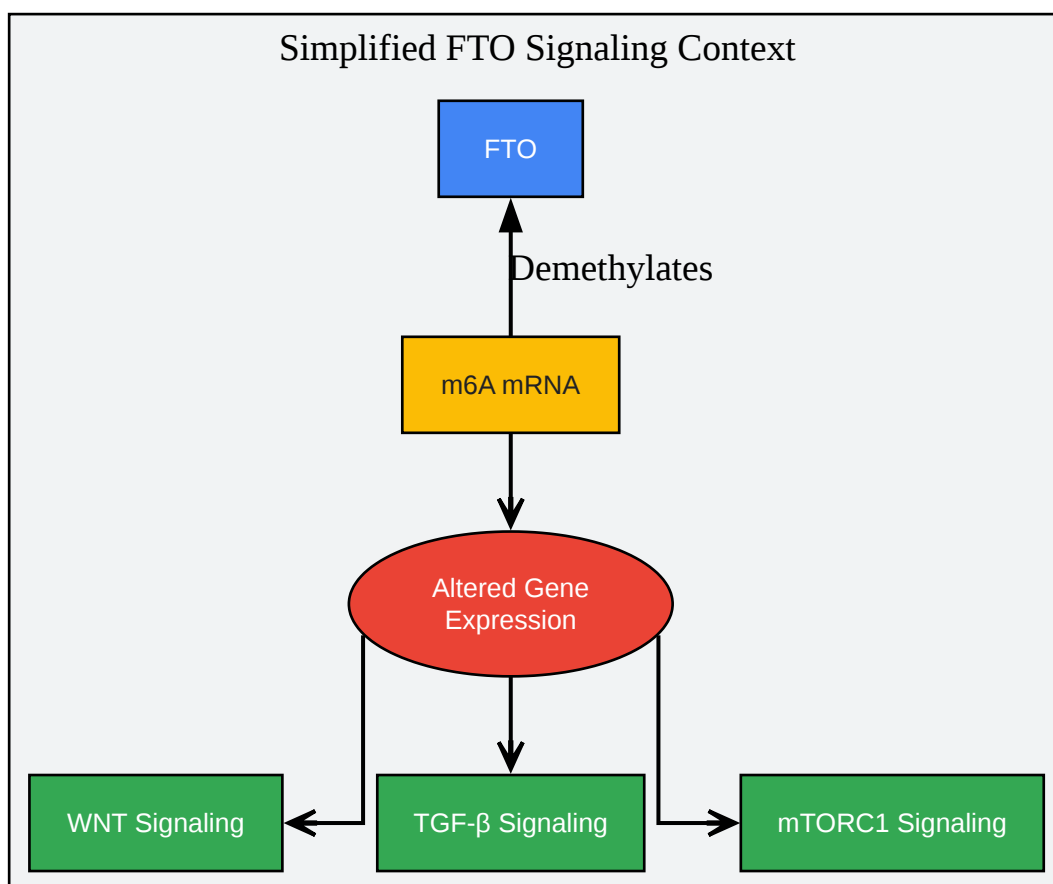 Simplified FTO Signaling Context
FTO
Demethylates
m6A mRNA
Altered Gene
Expression
WNT Signaling
TGF-β Signaling
mTORC1 Signaling